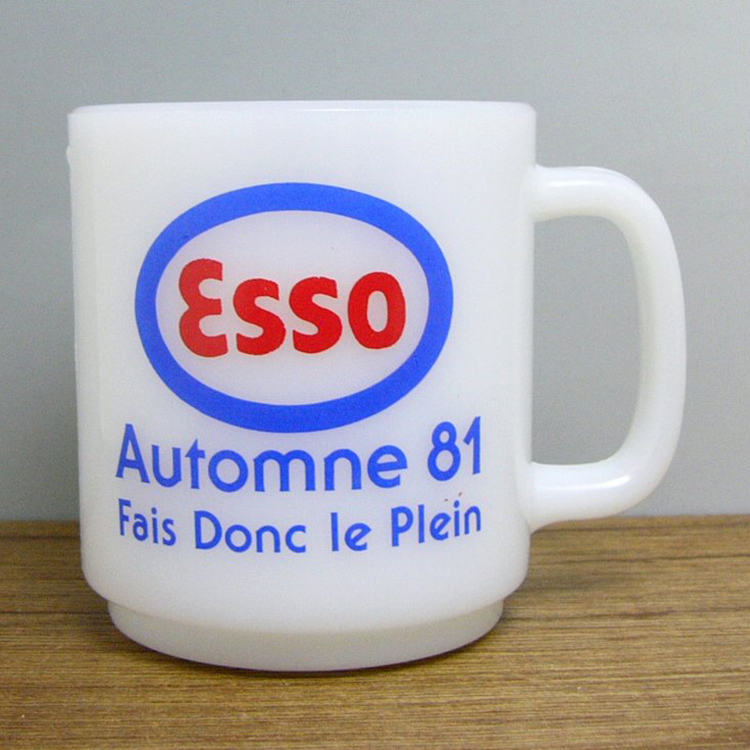 Esso
Automne 81
Fais Donc le Plein